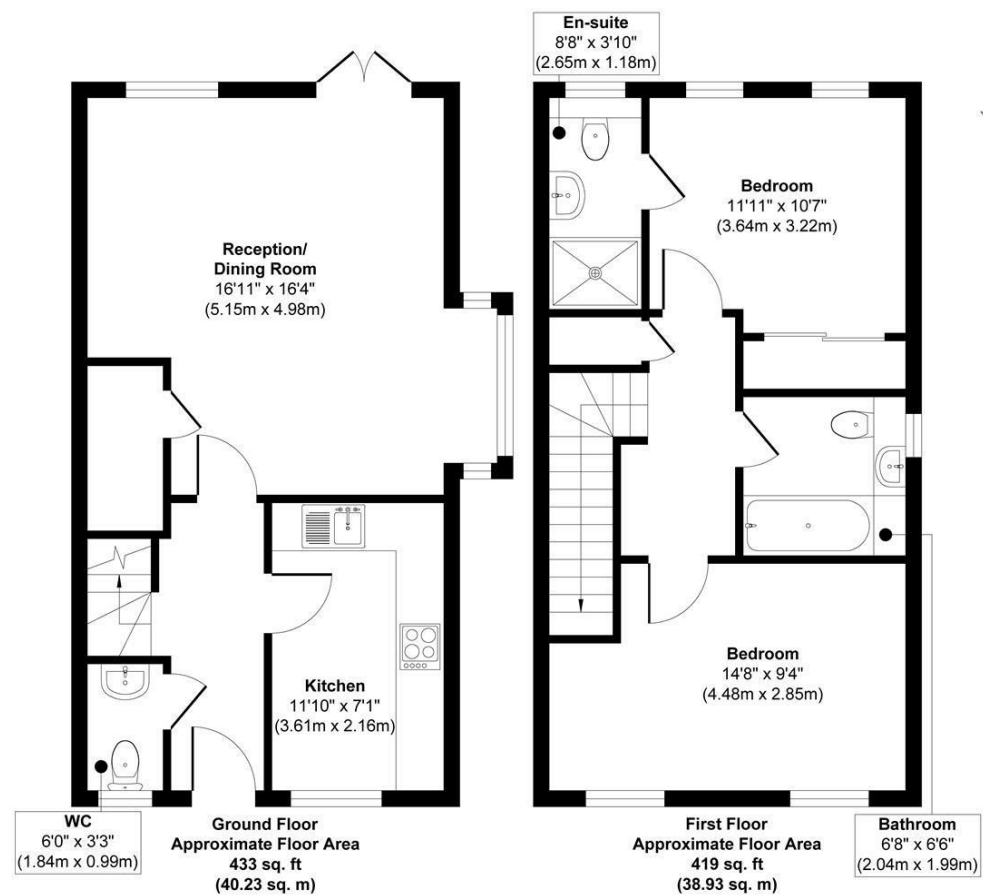 En-suite
8'8" x 3'10"
(2.65m x 1.18m)
Reception/
Dining Room
16'11" x 16'4"
(5.15m x 4.98m)
Bedroom
11'11" x 10'7"
(3.64m x 3.22m)
Kitchen
11'10" x 7'1"
(3.61m x 2.16m)
Bedroom
14'8" x 9'4"
(4.48m x 2.85m)
WC
6'0" x 3'3"
(1.84m x 0.99m)
Ground Floor
Approximate Floor Area
433 sq. ft
(40.23 sq. m)
First Floor
Approximate Floor Area
419 sq. ft
(38.93 sq. m)
Bathroom
6'8" x 6'6"
(2.04m x 1.99m)